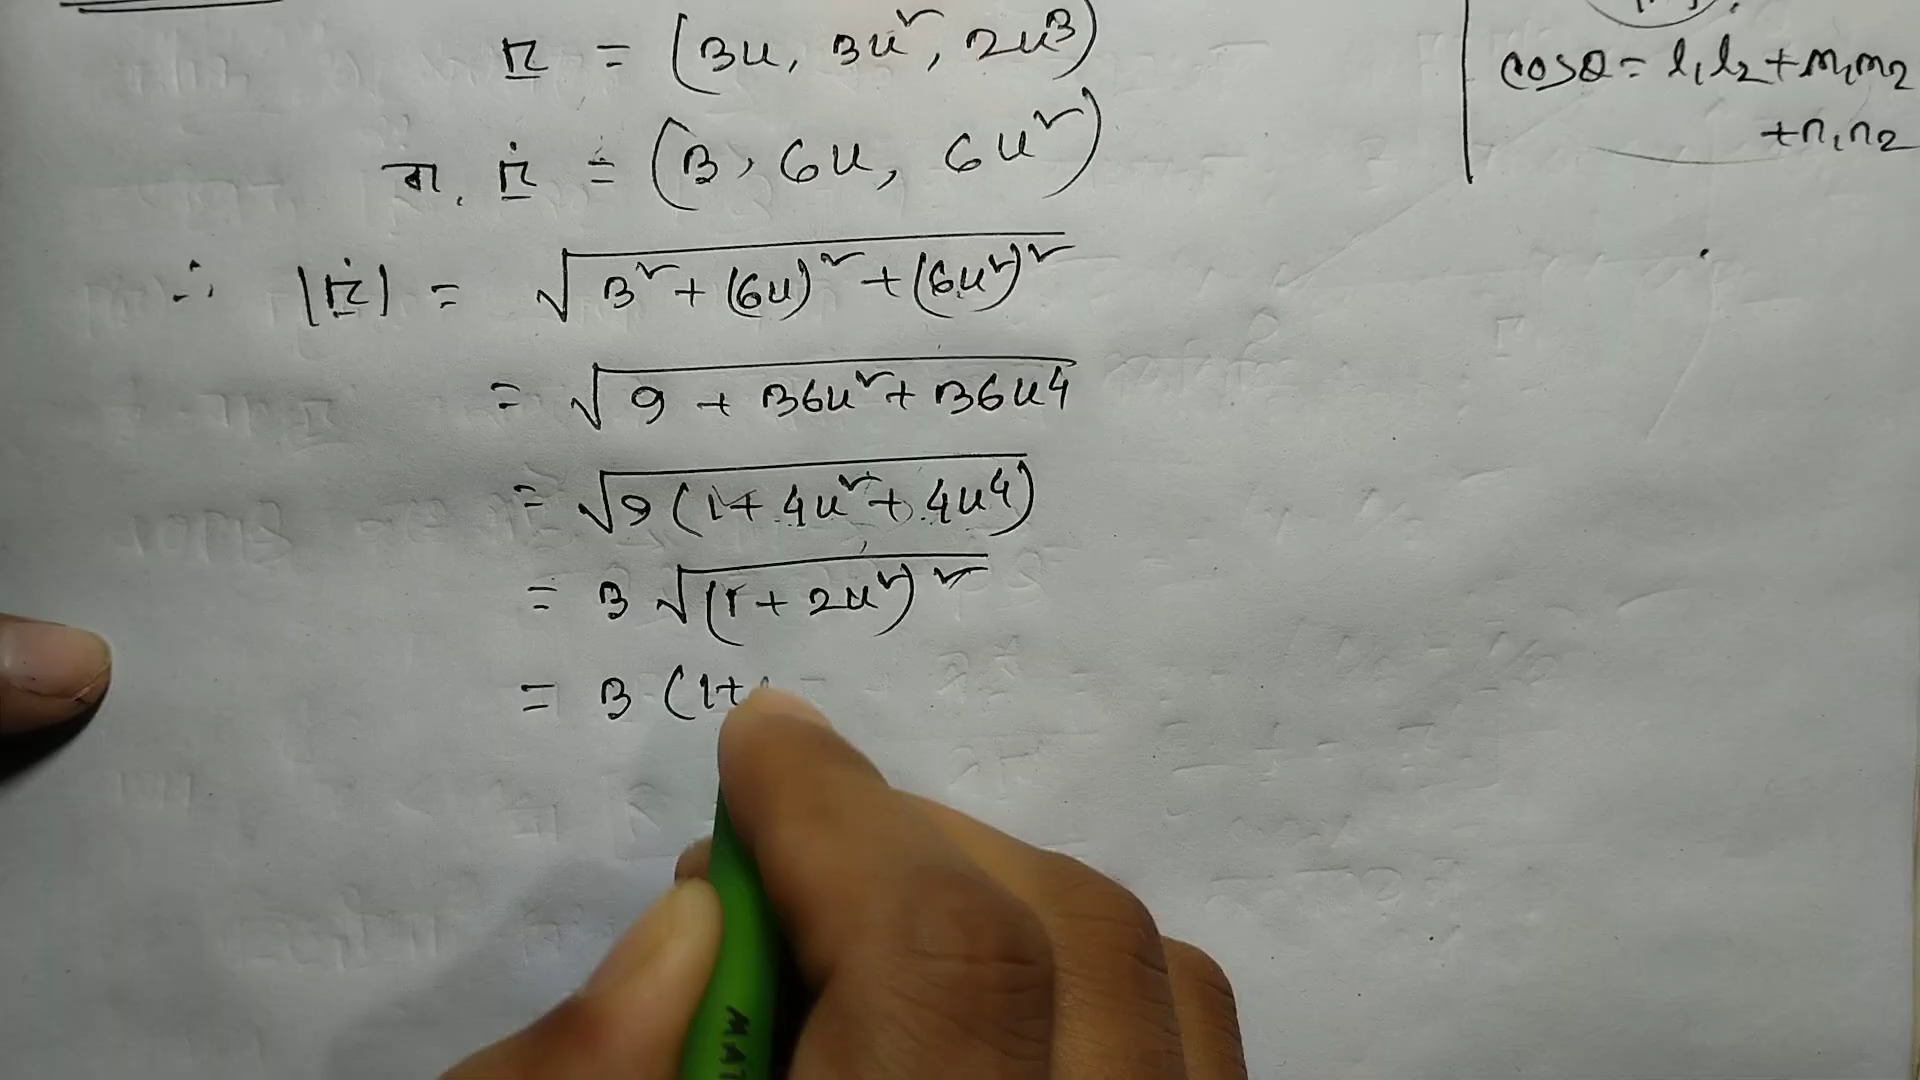 r = (3u, 3u², 2u³)
বা, ṙ = (3, 6u, 6u²)
∴ |ṙ| = √(3² + (6u)² + (6u²)²)
= √(9 + 36u² + 36u⁴)
= √(9(1 + 4u² + 4u⁴))
= 3√((1 + 2u²)²)
= 3(1+
cosθ = l₁l₂ + m₁m₂
+ n₁n₂
MAT